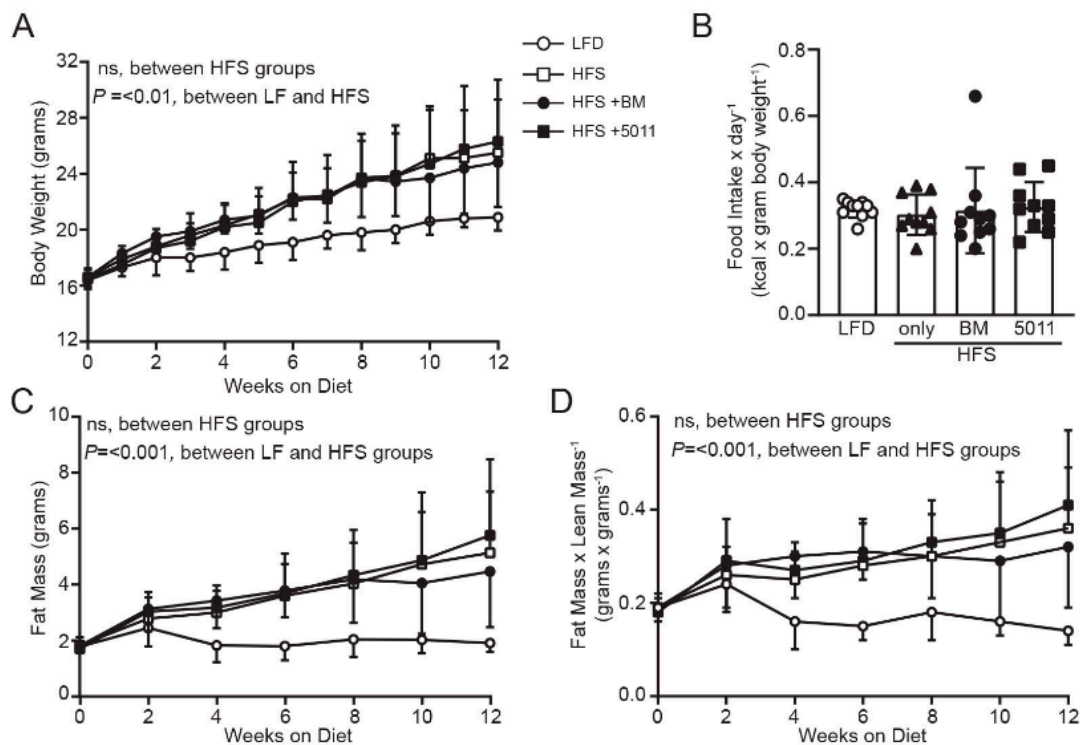 A
ns, between HFS groups
P =<0.01, between LF and HFS
Body Weight (grams)
32
28
24
20
16
12
0 2 4 6 8 10 12
Weeks on Diet
LFD
HFS
HFS +BM
HFS +5011
B
Food Intake x day⁻¹
(kcal x gram body weight⁻¹)
0.8
0.6
0.4
0.2
0.0
LFD only BM 5011
HFS
C
ns, between HFS groups
P=<0.001, between LF and HFS groups
Fat Mass (grams)
10
8
6
4
2
0
0 2 4 6 8 10 12
Weeks on Diet
D
ns, between HFS groups
P=<0.001, between LF and HFS groups
Fat Mass x Lean Mass⁻¹
(grams x grams⁻¹)
0.6
0.4
0.2
0.0
0 2 4 6 8 10 12
Weeks on Diet